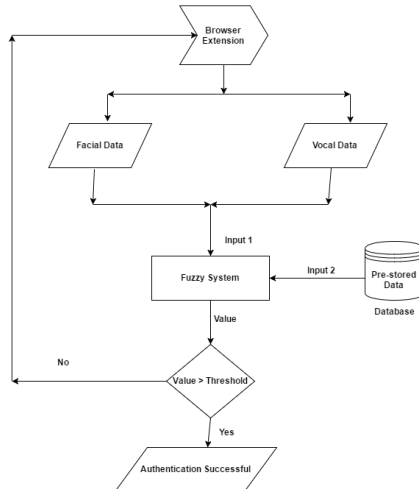 Browser
Extension
Facial Data
Vocal Data
Input 1
Fuzzy System
Input 2
Pre-stored
Data
Database
Value
No
Value > Threshold
Yes
Authentication Successful